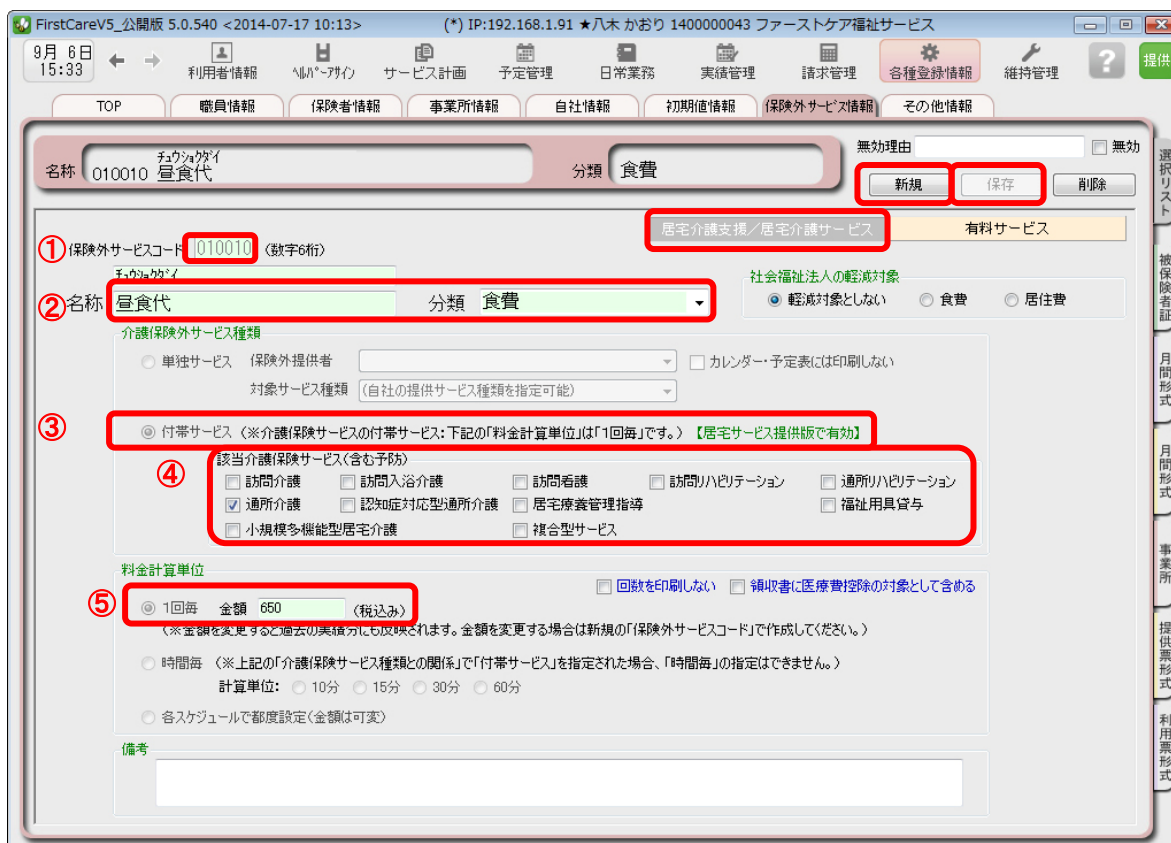 FirstCareV5_公開版 5.0.540 <2014-07-17 10:13> (*) IP:192.168.1.91 ★八木 かおり 1400000043 ファーストケア福祉サービス
9月 6日
15:33
利用者情報 ﾍﾙﾊﾟｰｱｻｲﾝ サービス計画 予定管理 日常業務 実績管理 請求管理 各種登録情報 維持管理 ? 提供
TOP 職員情報 保険者情報 事業所情報 自社情報 初期値情報 保険外サービス情報 その他情報
無効理由 無効
ﾁｭｳｼｮｸﾀﾞｲ
名称 010010 昼食代 分類 食費
新規 保存 削除
居宅介護支援／居宅介護サービス 有料サービス
① 保険外サービスコード 010010 (数字6桁)
ﾁｭｳｼｮｸﾀﾞｲ
② 名称 昼食代 分類 食費
社会福祉法人の軽減対象
軽減対象としない 食費 居住費
介護保険外サービス種類
単独サービス 保険外提供者 カレンダー・予定表には印刷しない
対象サービス種類 (自社の提供サービス種類を指定可能)
③ 付帯サービス (※介護保険サービスの付帯サービス：下記の「料金計算単位」は「1回毎」です。) 【居宅サービス提供版で有効】
④ 該当介護保険サービス(含む予防)
訪問介護 訪問入浴介護 訪問看護 訪問リハビリテーション 通所リハビリテーション
通所介護 認知症対応型通所介護 居宅療養管理指導 福祉用具貸与
小規模多機能型居宅介護 複合型サービス
料金計算単位
回数を印刷しない 領収書に医療費控除の対象として含める
⑤ 1回毎 金額 650 (税込み)
(※金額を変更すると過去の実績分にも反映されます。金額を変更する場合は新規の「保険外サービスコード」で作成してください。)
時間毎 (※上記の「介護保険サービス種類との関係」で「付帯サービス」を指定された場合、「時間毎」の指定はできません。)
計算単位： 10分 15分 30分 60分
各スケジュールで都度設定(金額は可変)
備考
選択リスト
被保険者証
月間形式
月間形式
事業所
提供票形式
利用票形式